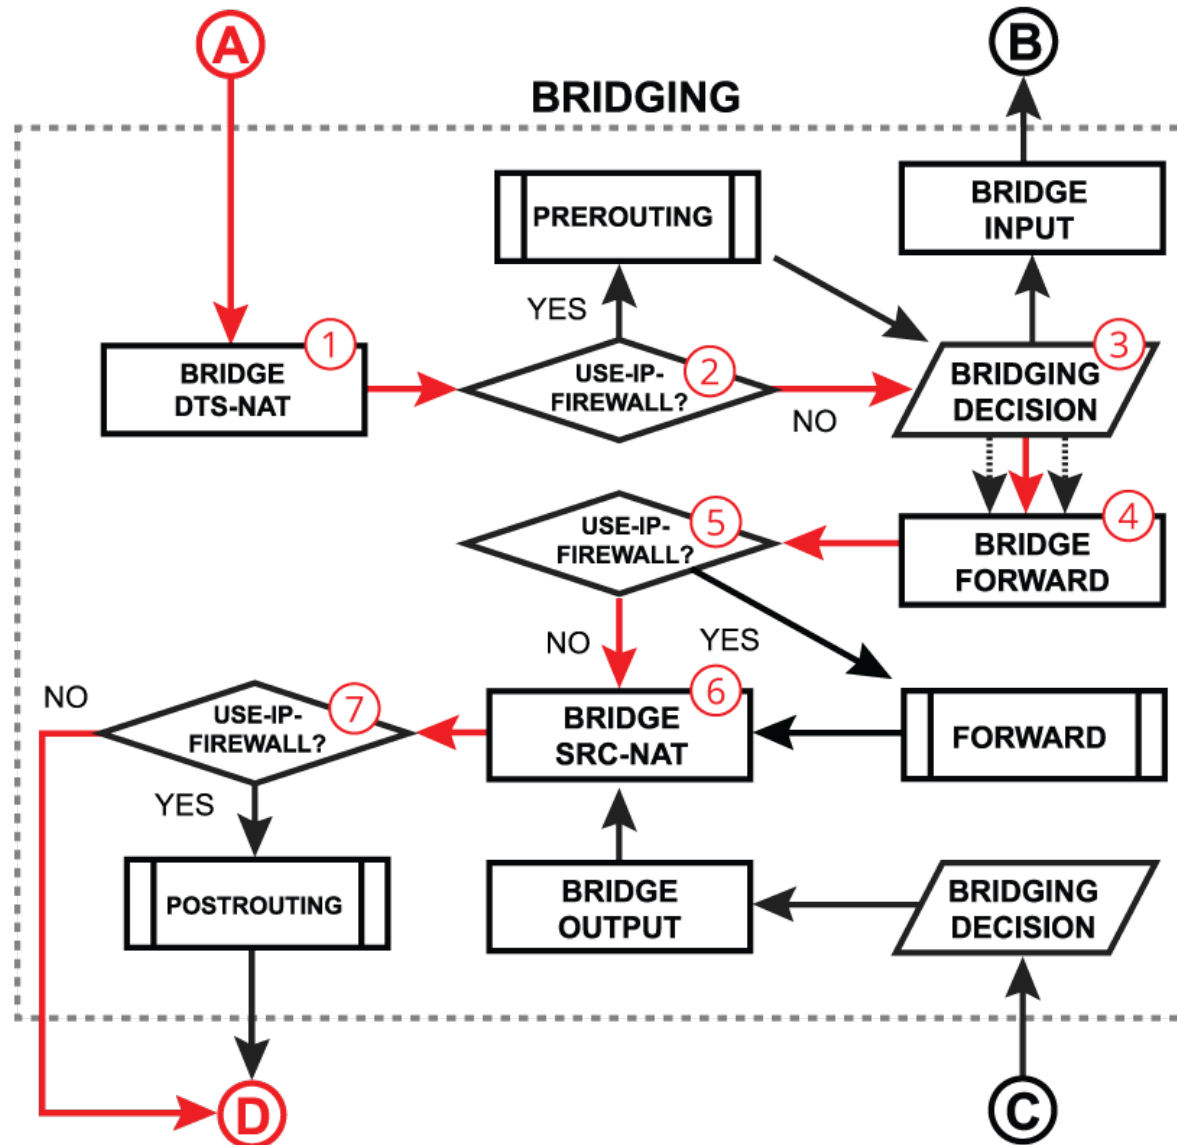 A
B
BRIDGING
PREROUTING
BRIDGE
INPUT
YES
1
BRIDGE
DTS-NAT
2
USE-IP-
FIREWALL?
NO
3
BRIDGING
DECISION
5
USE-IP-
FIREWALL?
4
BRIDGE
FORWARD
NO
YES
6
BRIDGE
SRC-NAT
NO
7
USE-IP-
FIREWALL?
FORWARD
YES
POSTROUTING
BRIDGE
OUTPUT
BRIDGING
DECISION
D
C